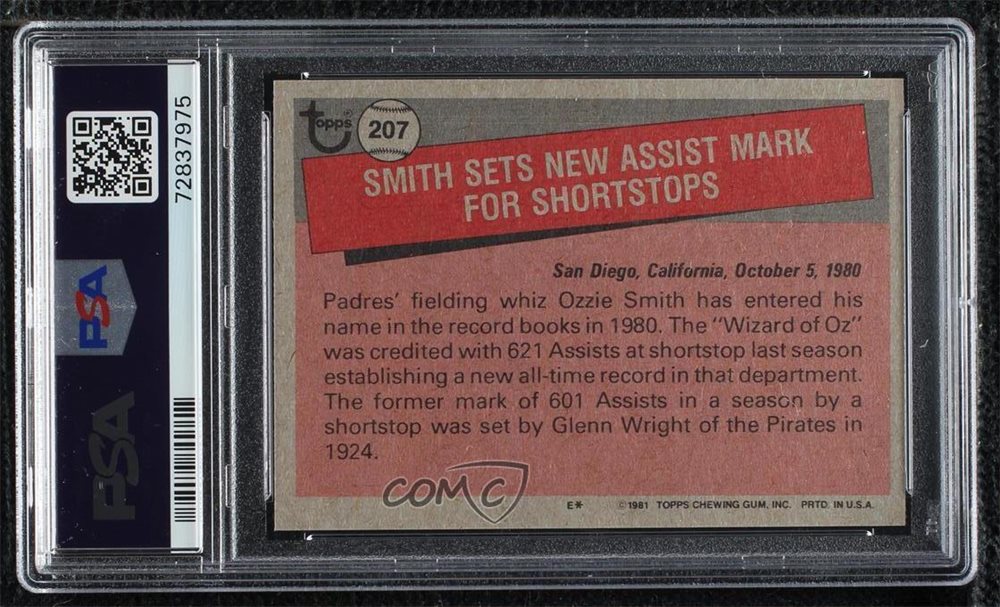 72837975
PSA
PSA
topps
207
SMITH SETS NEW ASSIST MARK
FOR SHORTSTOPS
San Diego, California, October 5, 1980
Padres' fielding whiz Ozzie Smith has entered his
name in the record books in 1980. The "Wizard of Oz"
was credited with 621 Assists at shortstop last season
establishing a new all-time record in that department.
The former mark of 601 Assists in a season by a
shortstop was set by Glenn Wright of the Pirates in
1924.
COMC
E* ©1981 TOPPS CHEWING GUM, INC. PRTD. IN U.S.A.